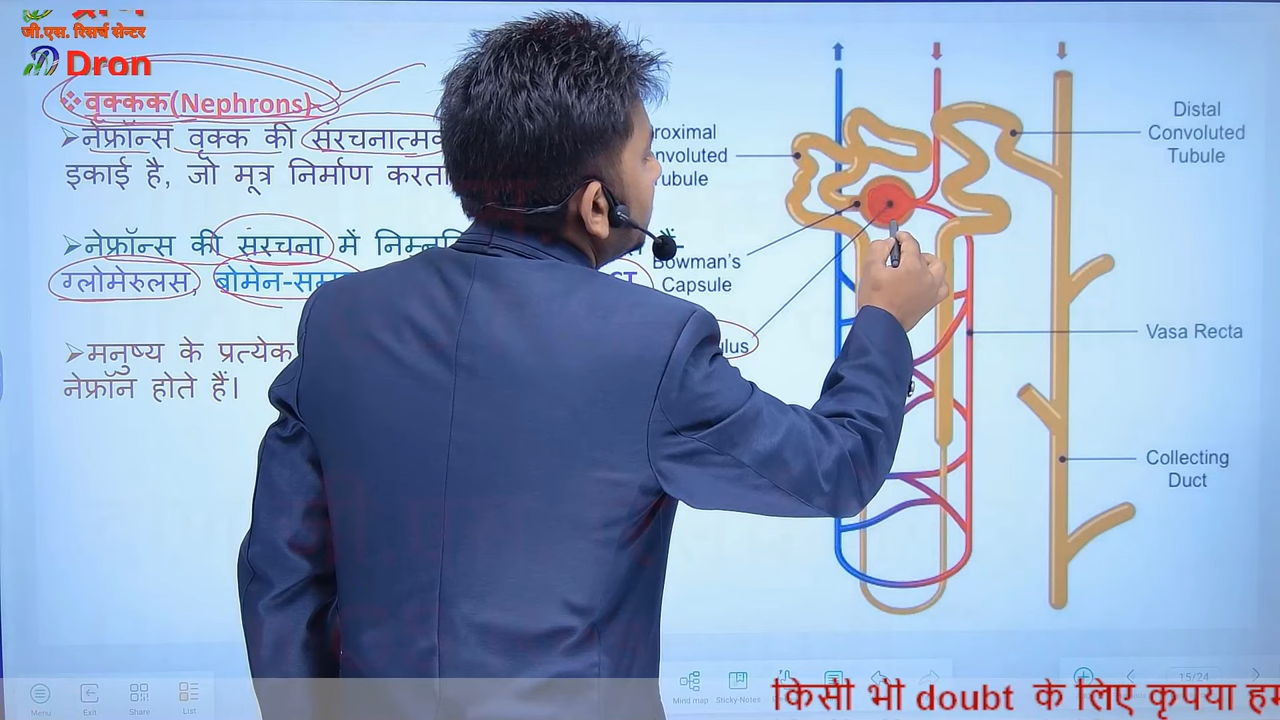 जी.एस. रिसर्च सेन्टर
Dron
❖वृक्कक(Nephrons)-
➢नेफ्रॉन्स वृक्क की संरचनात्मक
इकाई है, जो मूत्र निर्माण करता
➢नेफ्रॉन्स की संरचना में
ग्लोमेरुलस, बोमेन-
➢मनुष्य के प्रत्येक
नेफ्रॉन होते हैं।
Bowman's
Capsule
Distal
Convoluted
Tubule
Vasa Recta
Collecting
Duct
Menu
Exit
Share
List
Mind map
Sticky-Notes
15/24
किसी भी doubt के लिए कृपया